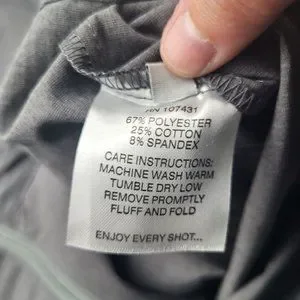 RN 107431
67% POLYESTER
25% COTTON
8% SPANDEX
CARE INSTRUCTIONS:
MACHINE WASH WARM
TUMBLE DRY LOW
REMOVE PROMPTLY
FLUFF AND FOLD
ENJOY EVERY SHOT...